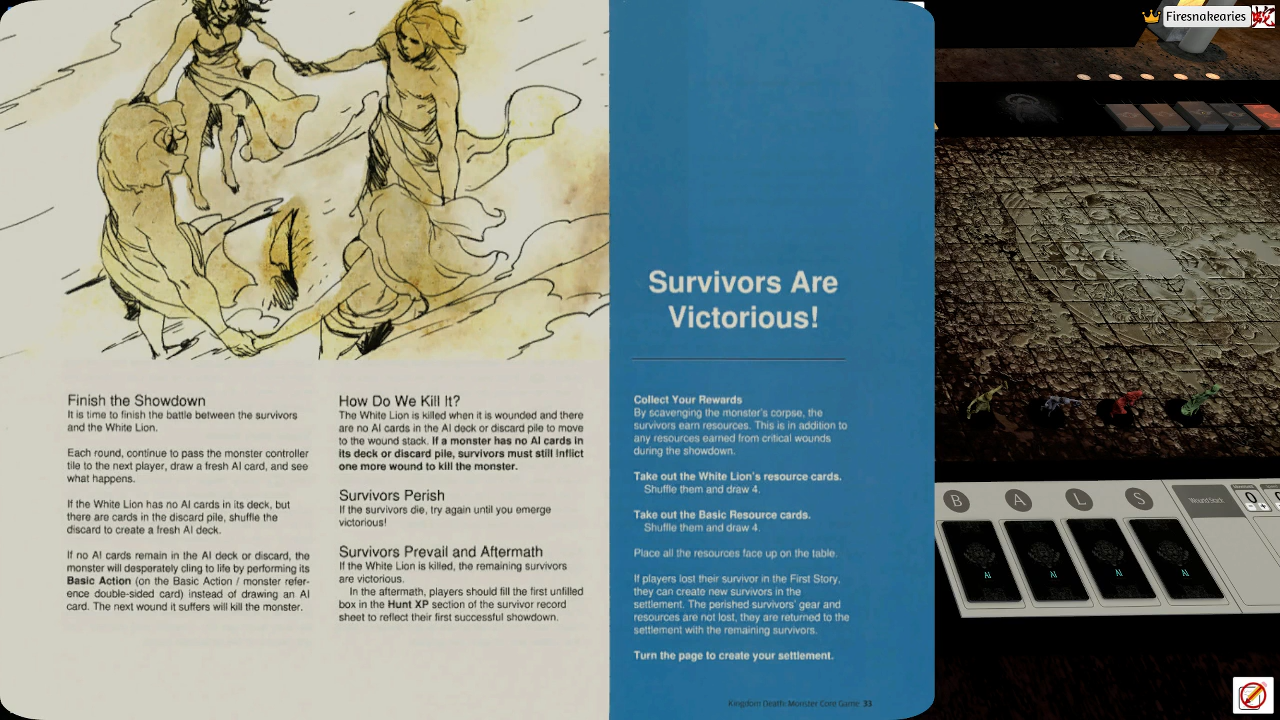 Firesnakearies
Survivors Are
Victorious!
Finish the Showdown
It is time to finish the battle between the survivors
and the White Lion.
Each round, continue to pass the monster controller
tile to the next player, draw a fresh AI card, and see
what happens.
If the White Lion has no AI cards in its deck, but
there are cards in the discard pile, shuffle the
discard to create a fresh AI deck.
If no AI cards remain in the AI deck or discard, the
monster will desperately cling to life by performing its
Basic Action (on the Basic Action / monster refer-
ence double-sided card) instead of drawing an AI
card. The next wound it suffers will kill the monster.
How Do We Kill It?
The White Lion is killed when it is wounded and there
are no AI cards in the AI deck or discard pile to move
to the wound stack. If a monster has no AI cards in
its deck or discard pile, survivors must still inflict
one more wound to kill the monster.
Survivors Perish
If the survivors die, try again until you emerge
victorious!
Survivors Prevail and Aftermath
If the White Lion is killed, the remaining survivors
are victorious.
In the aftermath, players should fill the first unfilled
box in the Hunt XP section of the survivor record
sheet to reflect their first successful showdown.
Collect Your Rewards
By scavenging the monster's corpse, the
survivors earn resources. This is in addition to
any resources earned from critical wounds
during the showdown.
Take out the White Lion's resource cards.
Shuffle them and draw 4.
Take out the Basic Resource cards.
Shuffle them and draw 4.
Place all the resources face up on the table.
If players lost their survivor in the First Story,
they can create new survivors in the
settlement. The perished survivors' gear and
resources are not lost, they are returned to the
settlement with the remaining survivors.
Turn the page to create your settlement.
Kingdom Death: Monster Core Game 33
B A L S
Wound Stack
0
- +
AI AI AI AI